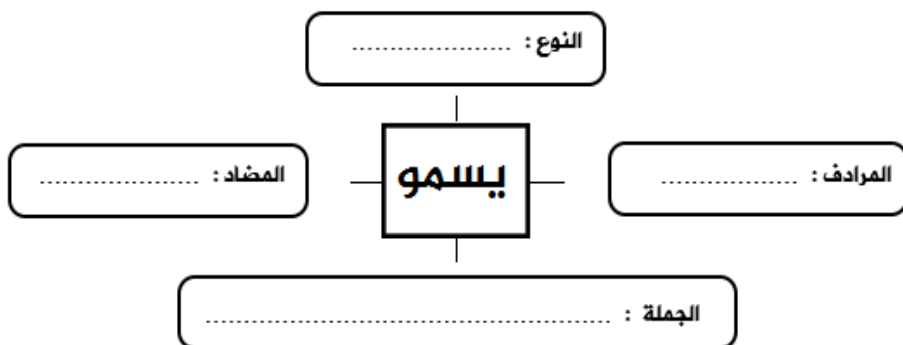 النوع : ....................
المرادف : .................
يسمو
المضاد : ....................
الجملة : ..................................................